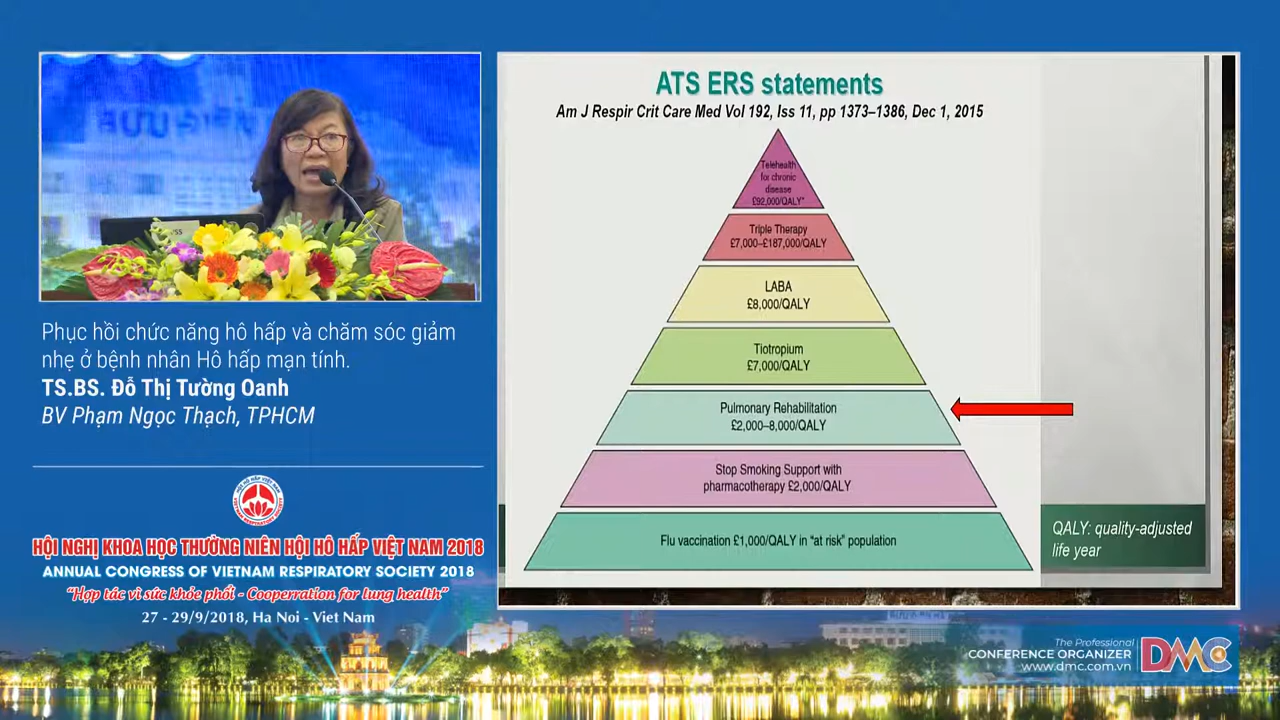 Phục hồi chức năng hô hấp và chăm sóc giảm
nhẹ ở bệnh nhân Hô hấp mạn tính.
TS.BS. Đỗ Thị Tường Oanh
BV Phạm Ngọc Thạch, TPHCM
HỘI NGHỊ KHOA HỌC THƯỜNG NIÊN HỘI HÔ HẤP VIỆT NAM 2018
ANNUAL CONGRESS OF VIETNAM RESPIRATORY SOCIETY 2018
"Hợp tác vì sức khỏe phổi - Cooperration for lung health"
27 - 29/9/2018, Ha Noi - Viet Nam
ATS ERS statements
Am J Respir Crit Care Med Vol 192, Iss 11, pp 1373–1386, Dec 1, 2015
Telehealth
for chronic
disease
£92,000/QALY*
Triple Therapy
£7,000–£187,000/QALY
LABA
£8,000/QALY
Tiotropium
£7,000/QALY
Pulmonary Rehabilitation
£2,000–8,000/QALY
Stop Smoking Support with
pharmacotherapy £2,000/QALY
Flu vaccination £1,000/QALY in "at risk" population
QALY: quality-adjusted
life year
The Professional
CONFERENCE ORGANIZER
www.dmc.com.vn
DMC